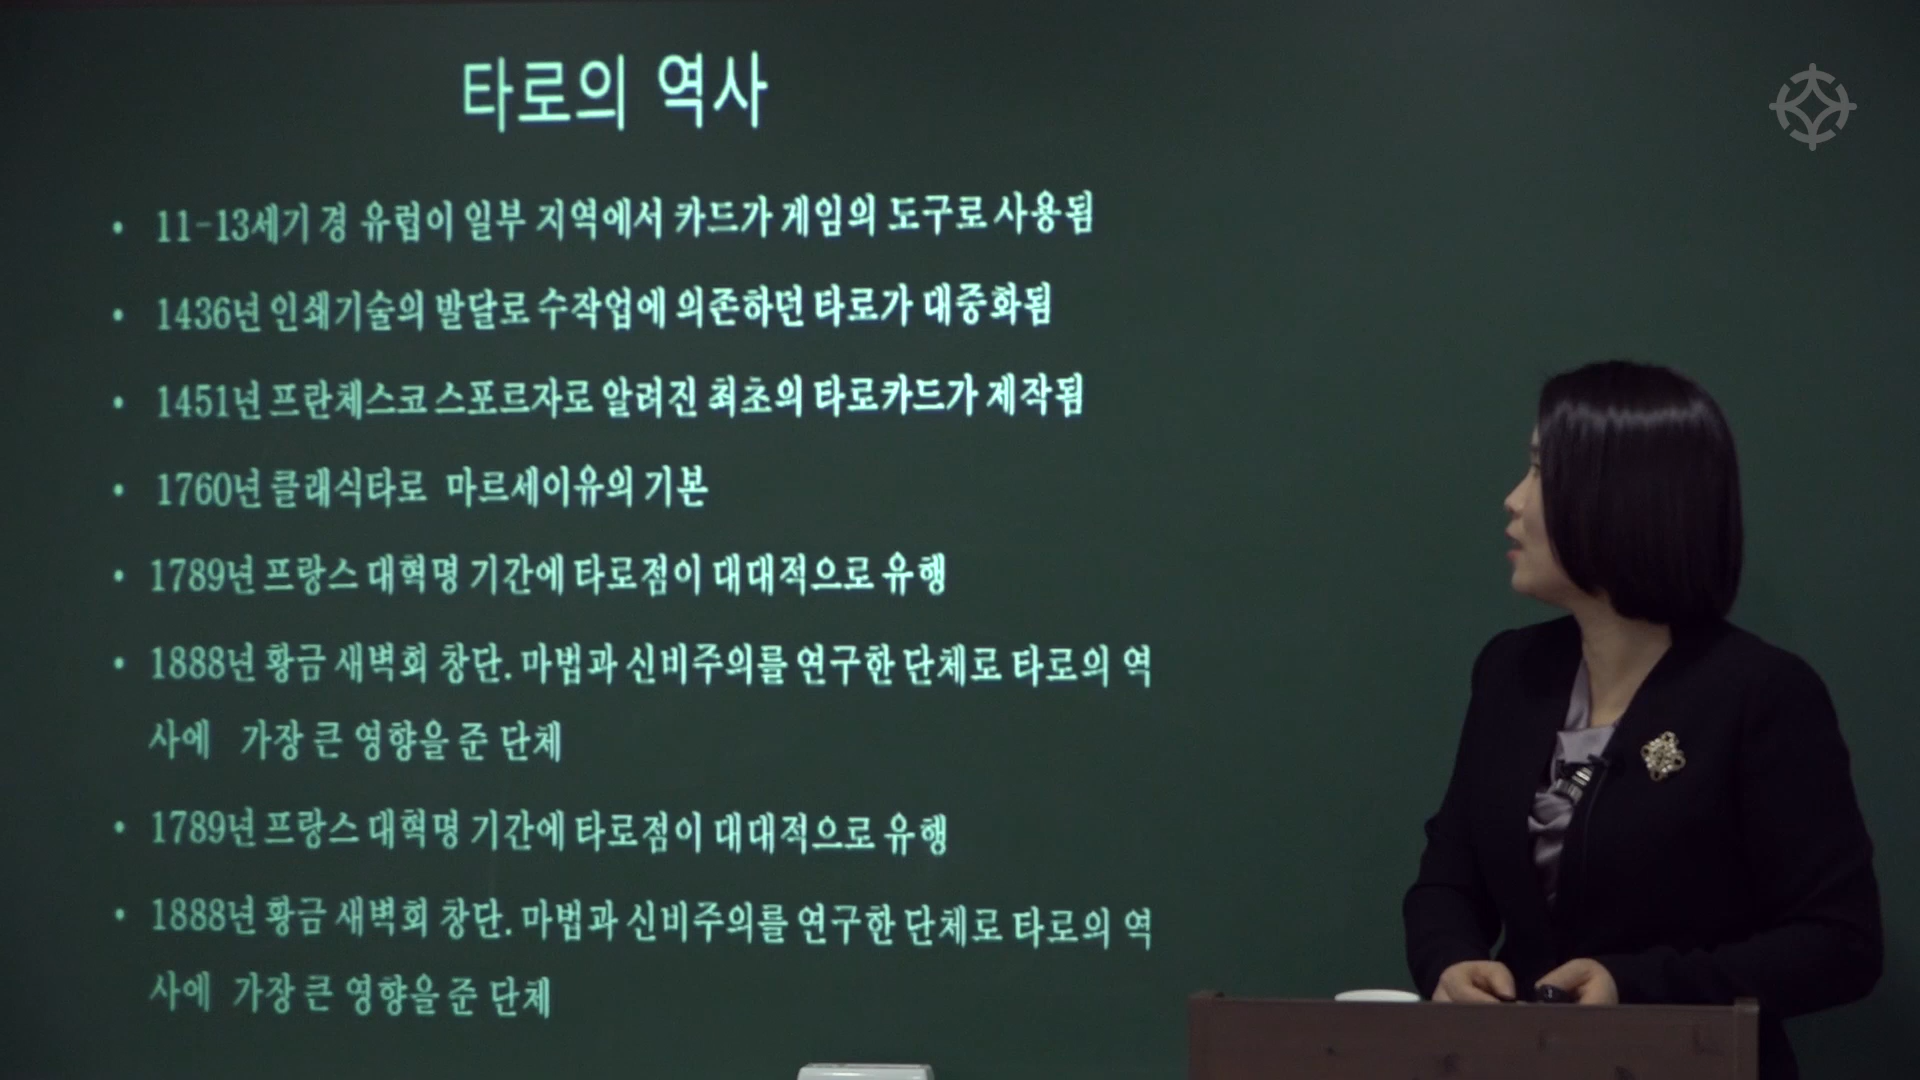 타로의 역사
• 11-13세기 경 유럽이 일부 지역에서 카드가 게임의 도구로 사용됨
• 1436년 인쇄기술의 발달로 수작업에 의존하던 타로가 대중화됨
• 1451년 프란체스코 스포르자로 알려진 최초의 타로카드가 제작됨
• 1760년 클래식타로 마르세이유의 기본
• 1789년 프랑스 대혁명 기간에 타로점이 대대적으로 유행
• 1888년 황금 새벽회 창단. 마법과 신비주의를 연구한 단체로 타로의 역
사에 가장 큰 영향을 준 단체
• 1789년 프랑스 대혁명 기간에 타로점이 대대적으로 유행
• 1888년 황금 새벽회 창단. 마법과 신비주의를 연구한 단체로 타로의 역
사에 가장 큰 영향을 준 단체